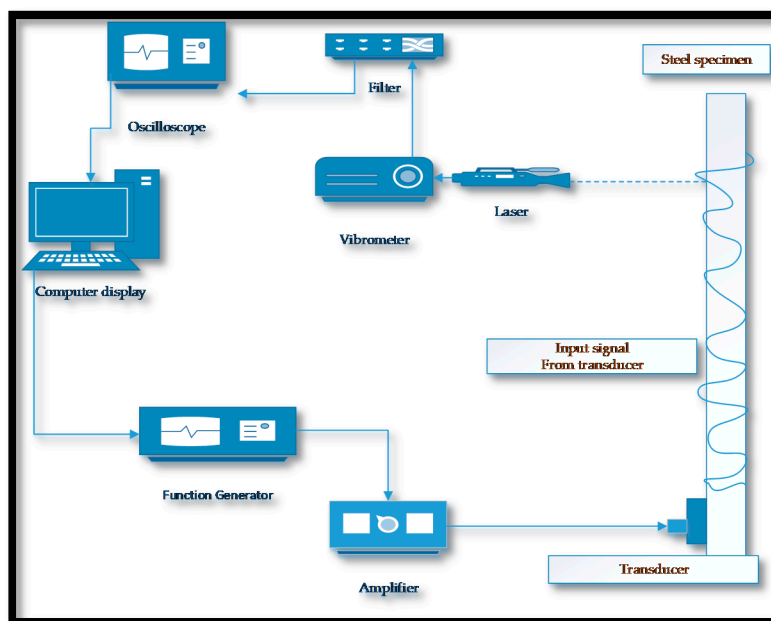 Steel specimen
Filter
Oscilloscope
Laser
Vibrometer
Computer display
Input signal
From transducer
Function Generator
Transducer
Amplifier